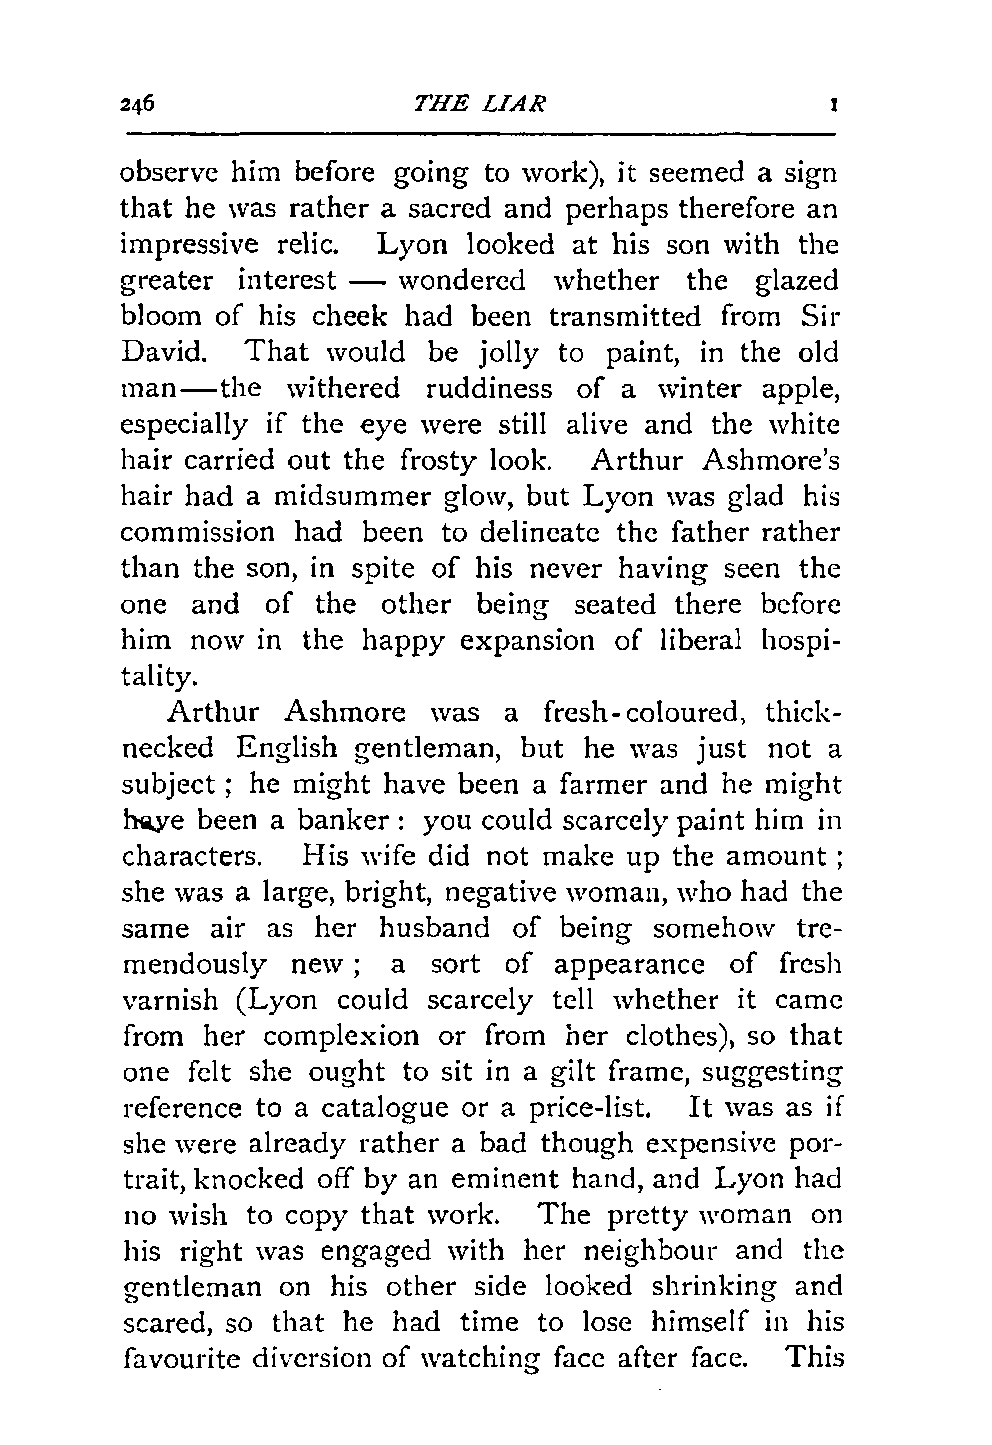 246 THE LIAR I
observe him before going to work), it seemed a sign
that he was rather a sacred and perhaps therefore an
impressive relic. Lyon looked at his son with the
greater interest — wondered whether the glazed
bloom of his cheek had been transmitted from Sir
David. That would be jolly to paint, in the old
man—the withered ruddiness of a winter apple,
especially if the eye were still alive and the white
hair carried out the frosty look. Arthur Ashmore's
hair had a midsummer glow, but Lyon was glad his
commission had been to delineate the father rather
than the son, in spite of his never having seen the
one and of the other being seated there before
him now in the happy expansion of liberal hospi-
tality.
Arthur Ashmore was a fresh-coloured, thick-
necked English gentleman, but he was just not a
subject ; he might have been a farmer and he might
have been a banker : you could scarcely paint him in
characters. His wife did not make up the amount ;
she was a large, bright, negative woman, who had the
same air as her husband of being somehow tre-
mendously new ; a sort of appearance of fresh
varnish (Lyon could scarcely tell whether it came
from her complexion or from her clothes), so that
one felt she ought to sit in a gilt frame, suggesting
reference to a catalogue or a price-list. It was as if
she were already rather a bad though expensive por-
trait, knocked off by an eminent hand, and Lyon had
no wish to copy that work. The pretty woman on
his right was engaged with her neighbour and the
gentleman on his other side looked shrinking and
scared, so that he had time to lose himself in his
favourite diversion of watching face after face. This